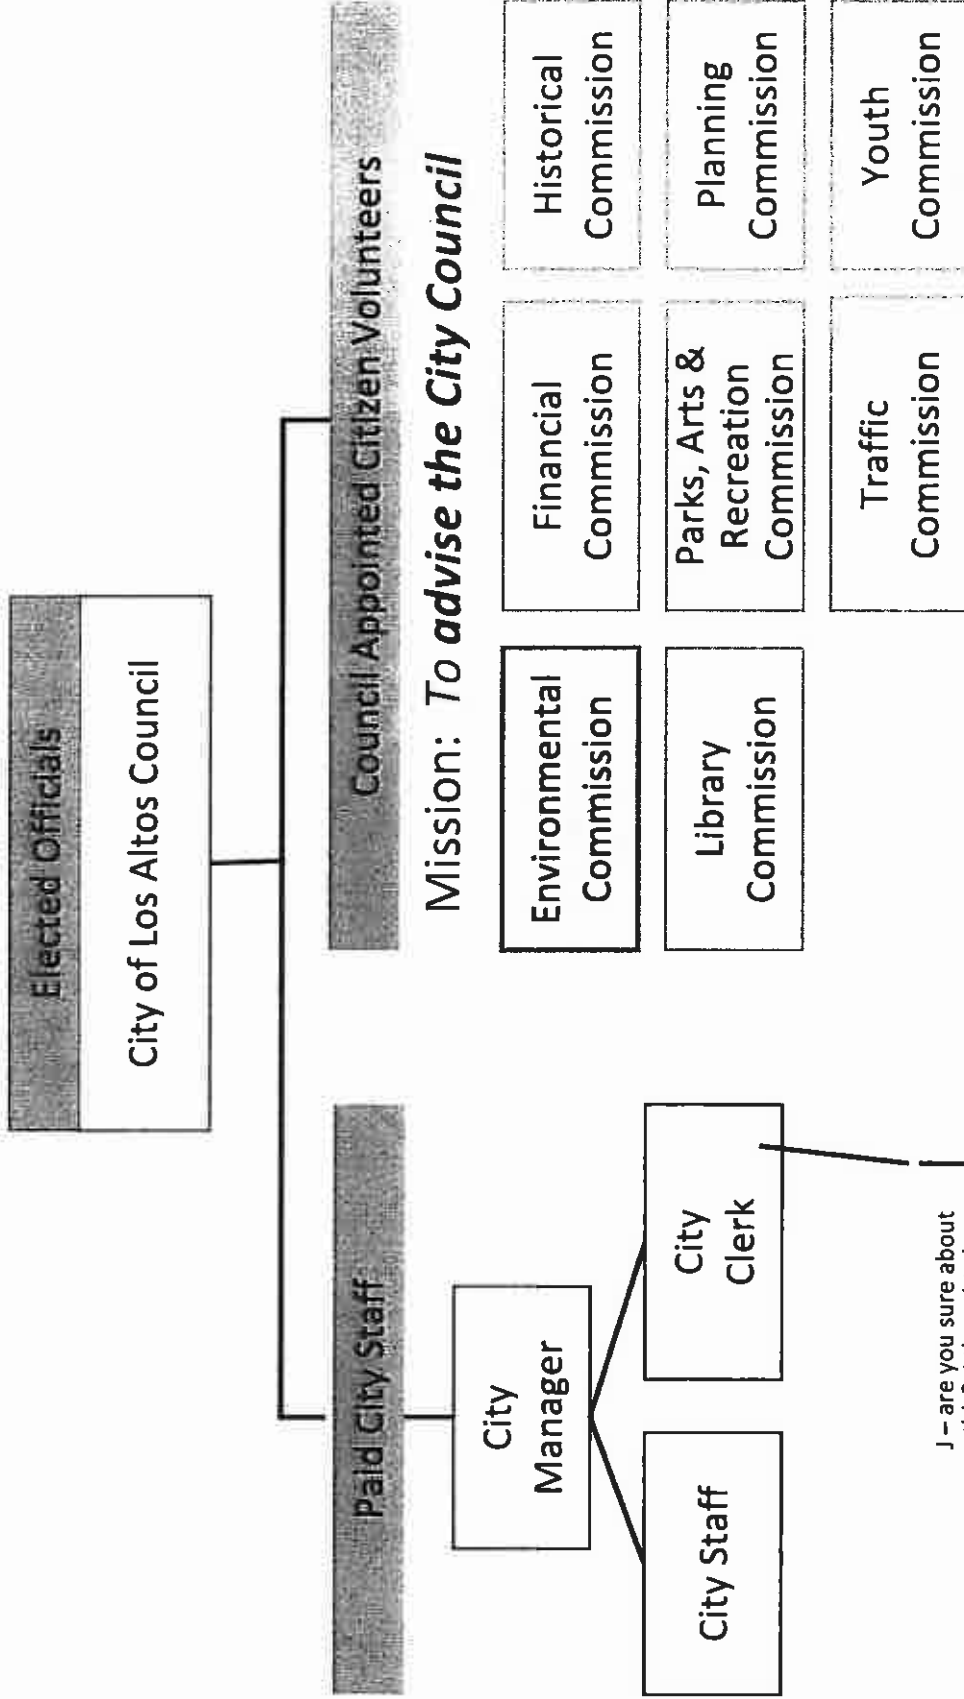 Elected Officials
City of Los Altos Council
Paid City Staff
City
Manager
City Staff
City
Clerk
J – are you sure about
Council Appointed Citizen Volunteers
Mission: To advise the City Council
Environmental
Commission
Financial
Commission
Historical
Commission
Library
Commission
Parks, Arts &
Recreation
Commission
Planning
Commission
Traffic
Commission
Youth
Commission